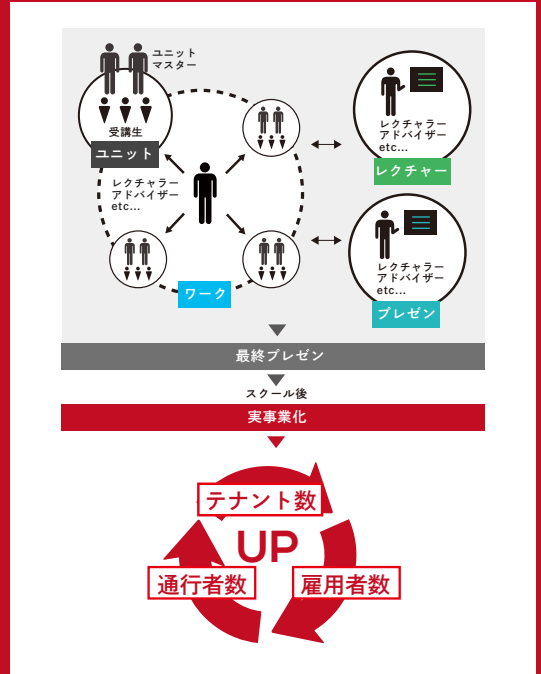 ユニット
マスター
受講生
ユニット
レクチャラー
アドバイザー
etc...
ワーク
レクチャラー
アドバイザー
etc...
レクチャー
レクチャラー
アドバイザー
etc...
プレゼン
最終プレゼン
スクール後
実事業化
テナント数
UP
通行者数
雇用者数